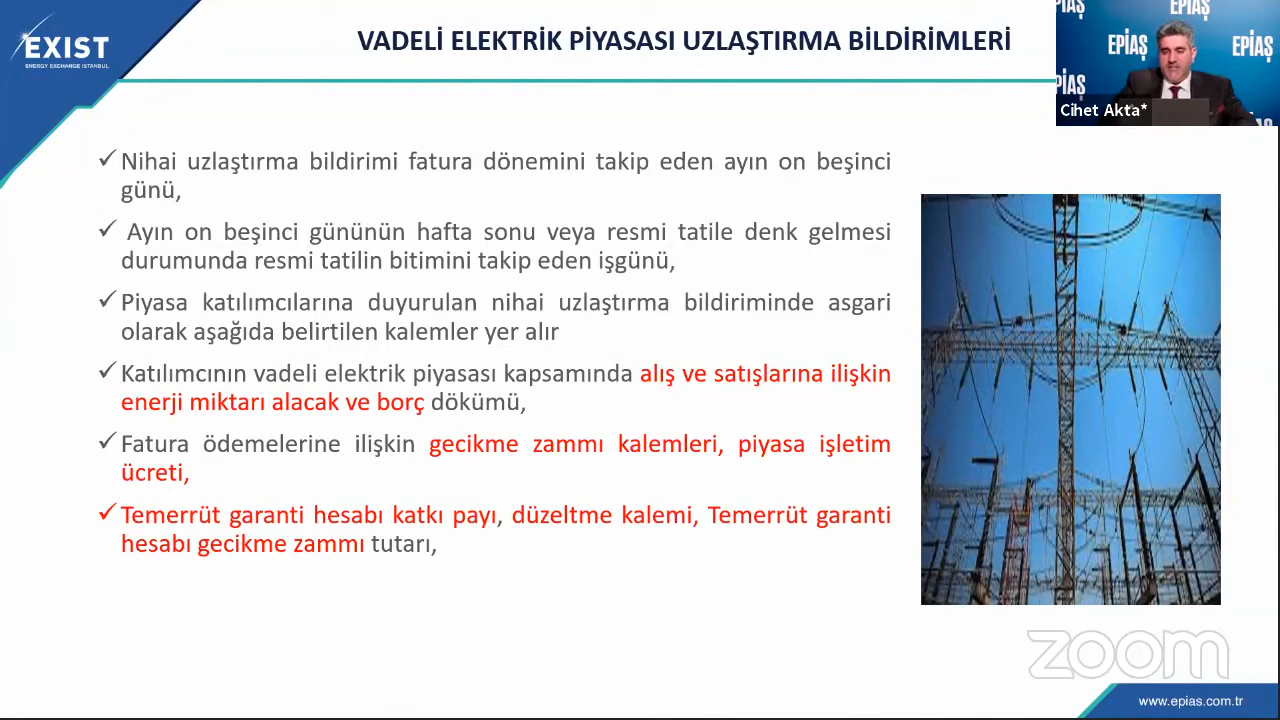 EXIST
ENERGY EXCHANGE ISTANBUL
VADELİ ELEKTRİK PİYASASI UZLAŞTIRMA BİLDİRİMLERİ
EPİAŞ
EPİAŞ
EPİAŞ
EPİAŞ
EPİAŞ
Cihet Akta*
✓ Nihai uzlaştırma bildirimi fatura dönemini takip eden ayın on beşinci
günü,
✓ Ayın on beşinci gününün hafta sonu veya resmi tatile denk gelmesi
durumunda resmi tatilin bitimini takip eden işgünü,
✓ Piyasa katılımcılarına duyurulan nihai uzlaştırma bildiriminde asgari
olarak aşağıda belirtilen kalemler yer alır
✓ Katılımcının vadeli elektrik piyasası kapsamında alış ve satışlarına ilişkin
enerji miktarı alacak ve borç dökümü,
✓ Fatura ödemelerine ilişkin gecikme zammı kalemleri, piyasa işletim
ücreti,
✓ Temerrüt garanti hesabı katkı payı, düzeltme kalemi, Temerrüt garanti
hesabı gecikme zammı tutarı,
zoom
www.epias.com.tr